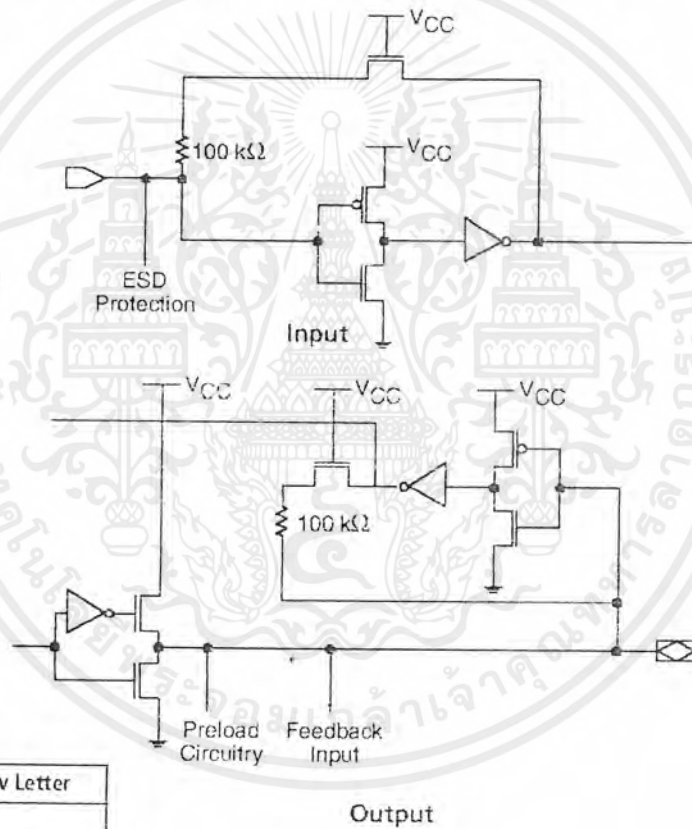 VCC
100 kΩ
VCC
ESD
Protection
Input
VCC
VCC
VCC
100 kΩ
Preload
Circuitry
Feedback
Input
Letter
Output